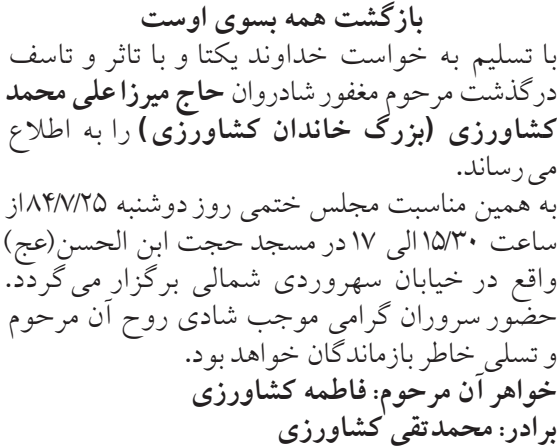 بازگشت همه بسوی اوست
با تسلیم به خواست خداوند یکتا و با تاثر و تاسف
درگذشت مرحوم مغفور شادروان حاج میرزا علی محمد
کشاورزی (بزرگ خاندان کشاورزی) را به اطلاع
می‌رساند.
به همین مناسبت مجلس ختمی روز دوشنبه ۸۴/۷/۲۵از
ساعت ۱۵/۳۰الی ۱۷ در مسجد حجت ابن الحسن(عج)
واقع در خیابان سهروردی شمالی برگزار می‌گردد.
حضور سروران گرامی موجب شادی روح آن مرحوم
و تسلی خاطر بازماندگان خواهد بود.
خواهر آن مرحوم: فاطمه کشاورزی
برادر: محمدتقی کشاورزی